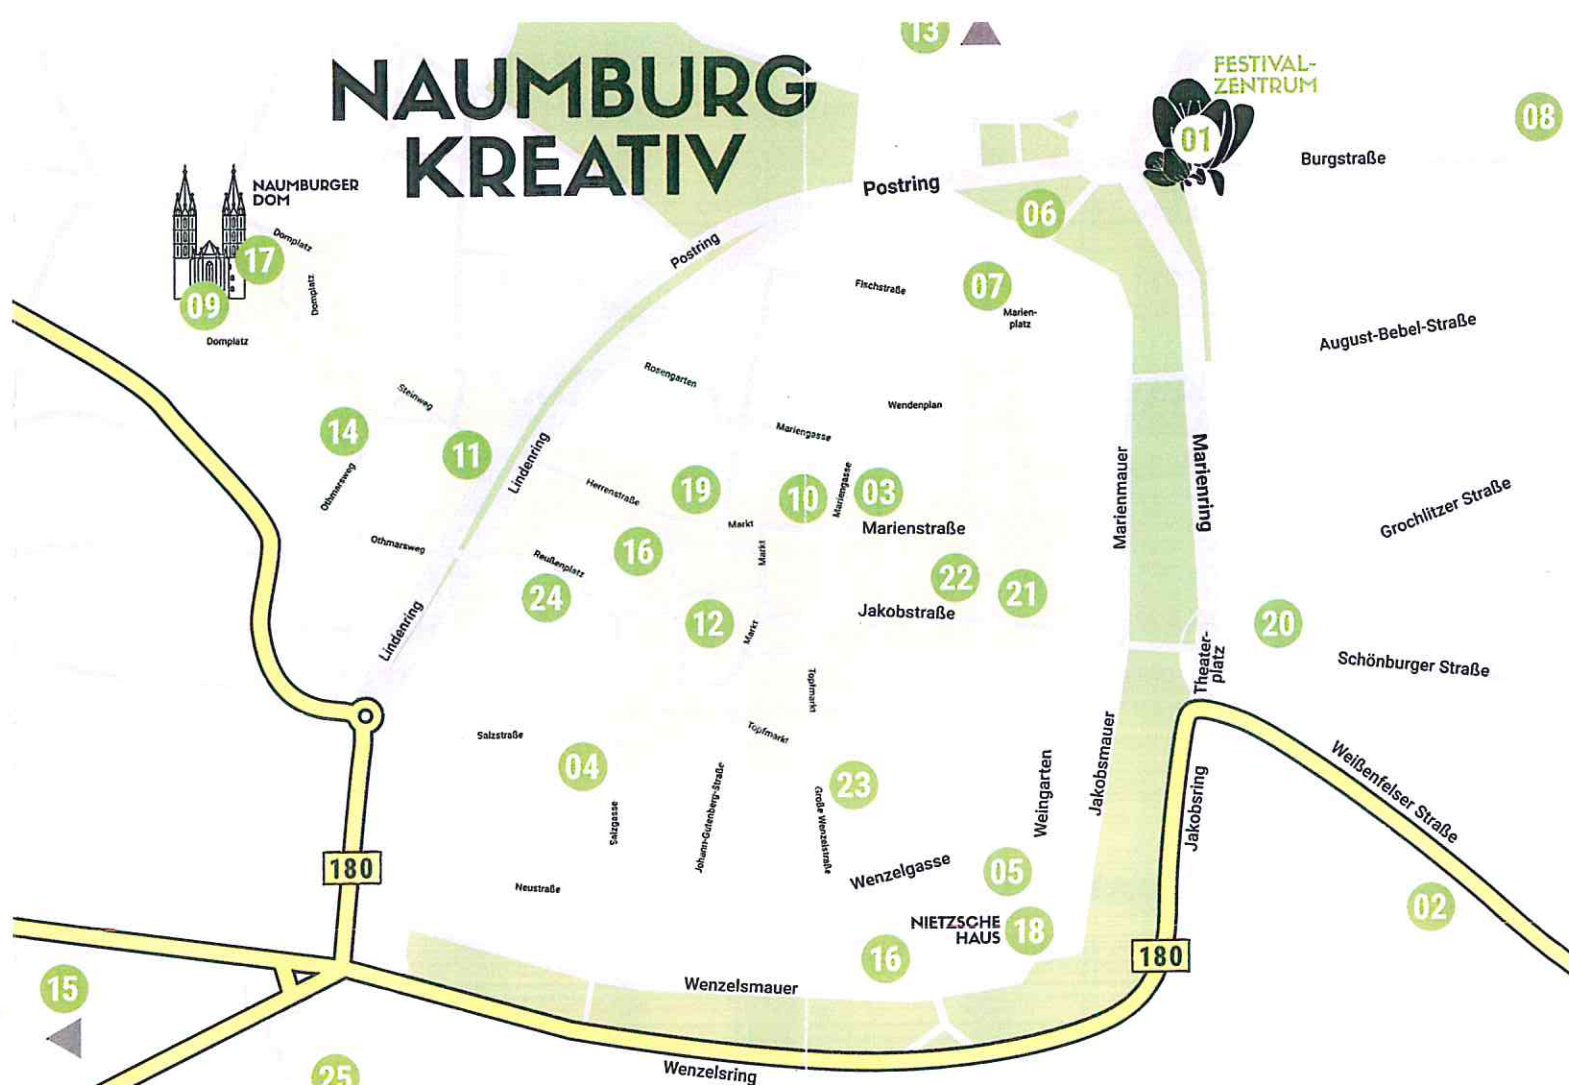 13
NAUMBURG
KREATIV
FESTIVAL-
ZENTRUM
01
08
Burgstraße
Postring
NAUMBURGER
DOM
06
Domplatz
17
Postring
Domplatz
09
Fischstraße
07
Marien-
platz
Domplatz
August-Bebel-Straße
Rosengarten
Steinweg
Wendenplan
14
Mariengasse
11
Lindenring
Marienmauer
Marienring
Othmarsweg
Herrenstraße
19
10
Mariengasse
03
Grochlitzer Straße
Markt
Marienstraße
Othmarsweg
Reußenplatz
16
Markt
22
21
24
Lindenring
12
Markt
Jakobstraße
20
Theater-
platz
Schönburger Straße
Topfmarkt
Salzstraße
Topfmarkt
04
23
Weingarten
Jakobsmauer
Jakobsring
Weißenfelser Straße
Salzgasse
Johann-Gutenberg-Straße
Große Wenzelstraße
180
Wenzelgasse
05
Neustraße
02
NIETZSCHE
HAUS
18
16
180
15
Wenzelsmauer
Wenzelsring
25